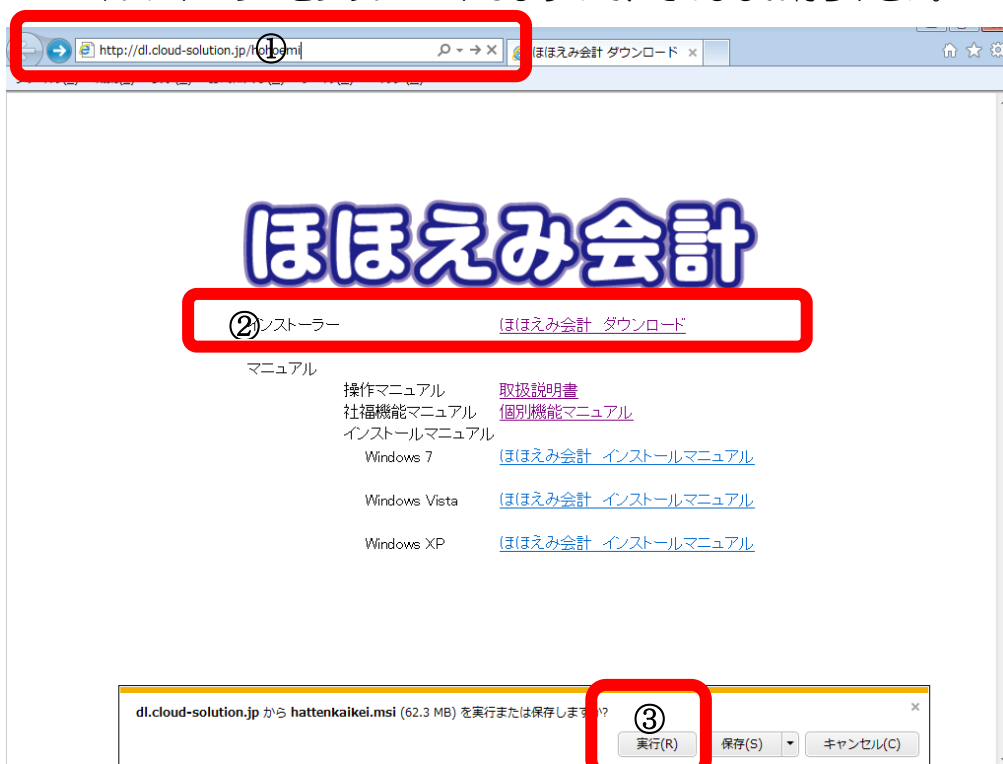 ①
http://dl.cloud-solution.jp/hohoemi
ほほえみ会計 ダウンロード
ほほえみ会計
② インストーラー ほほえみ会計 ダウンロード
マニュアル
操作マニュアル 取扱説明書
社福機能マニュアル 個別機能マニュアル
インストールマニュアル
Windows 7 ほほえみ会計 インストールマニュアル
Windows Vista ほほえみ会計 インストールマニュアル
Windows XP ほほえみ会計 インストールマニュアル
dl.cloud-solution.jp から hattenkaikei.msi (62.3 MB) を実行または保存しますか?
③
実行(R) 保存(S) キャンセル(C)